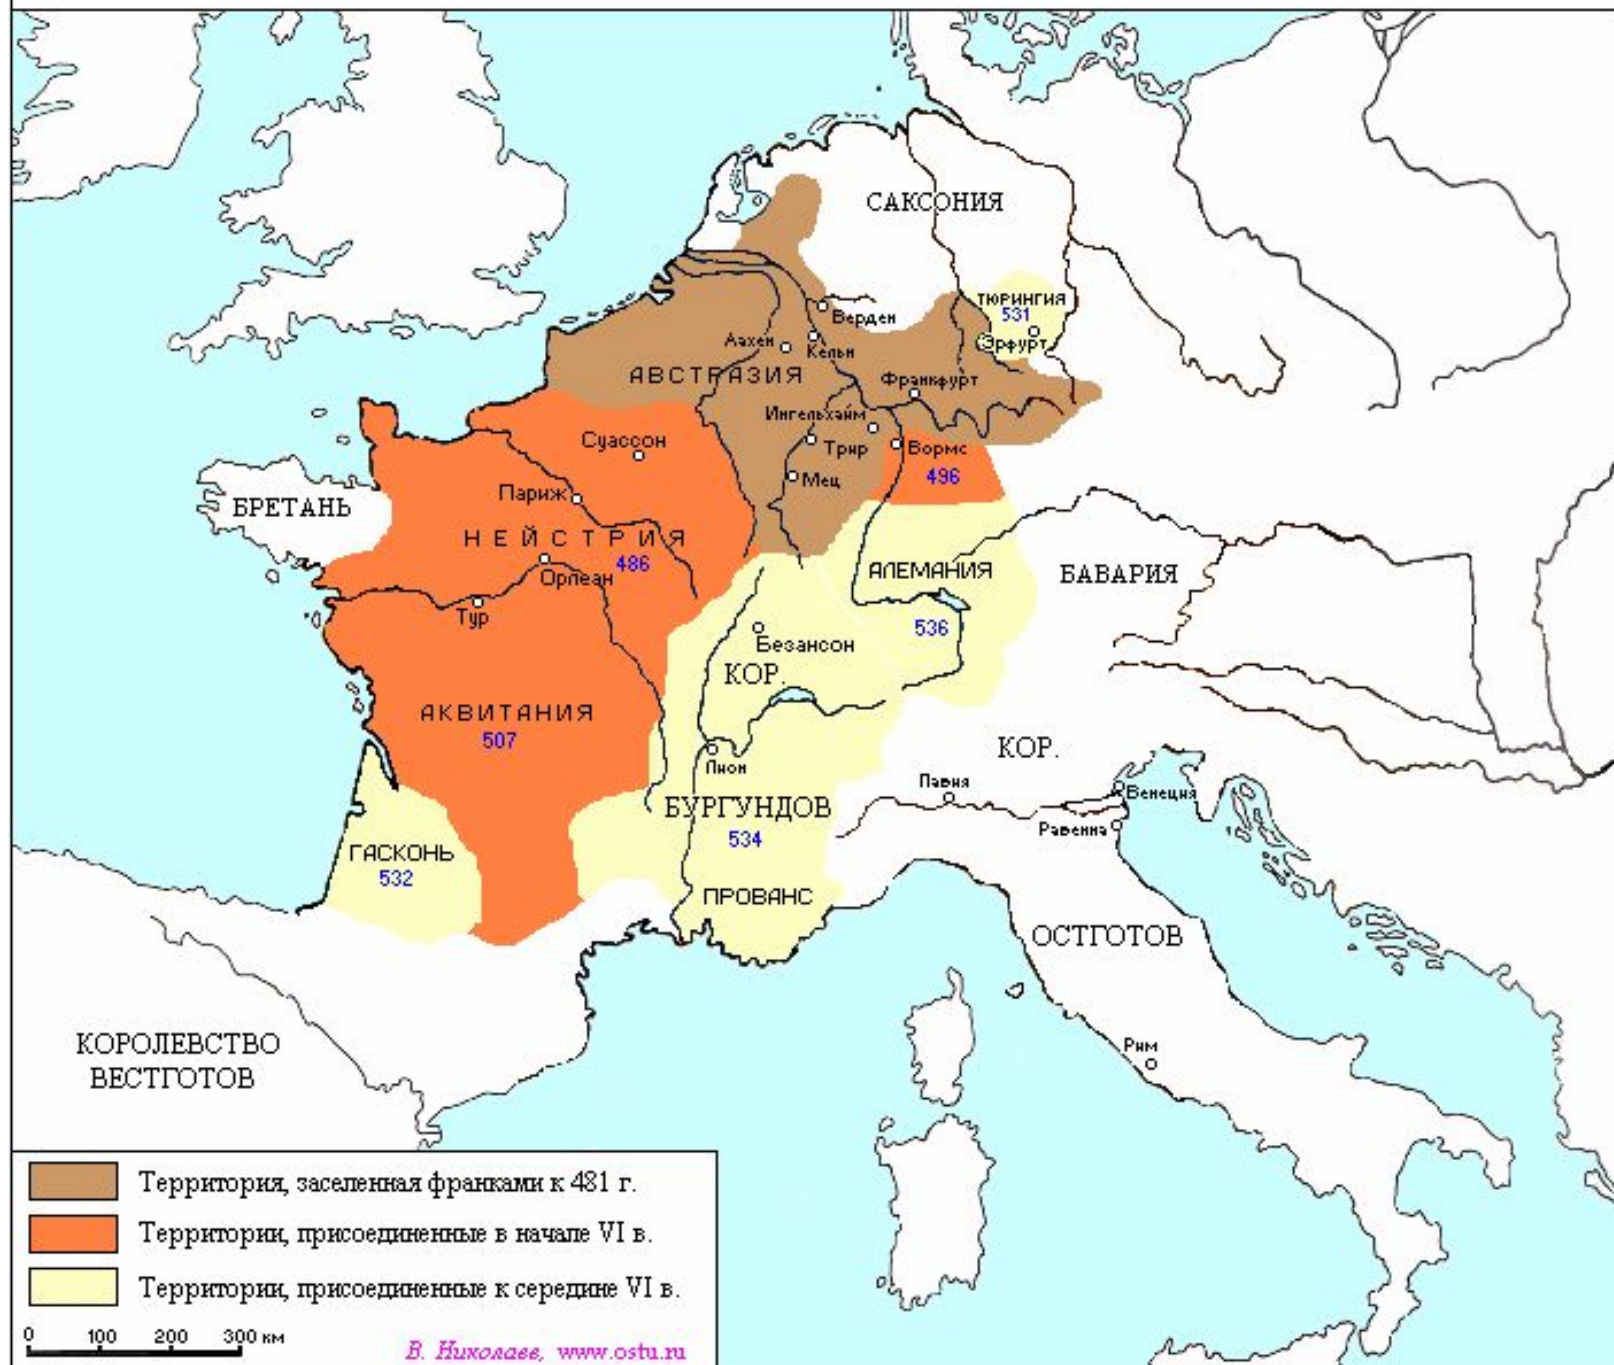 САКСОНИЯ
ТЮРИНГИЯ
531
Эрфурт
Верден
Аахен
Кельн
АВСТРАЗИЯ
Франкфурт
Ингельхайм
Суассон
Трир
Вормс
Мец
496
Париж
БРЕТАНЬ
НЕЙСТРИЯ
486
Орлеан
АЛЕМАНИЯ
БАВАРИЯ
Тур
536
Безансон
КОР.
АКВИТАНИЯ
507
КОР.
Лион
Павия
Венеция
БУРГУНДОВ
534
Равенна
ГАСКОНЬ
532
ПРОВАНС
ОСТГОТОВ
КОРОЛЕВСТВО
ВЕСТГОТОВ
Рим
Территория, заселенная франками к 481 г.
Территории, присоединенные в начале VI в.
Территории, присоединенные к середине VI в.
0 100 200 300 км
В. Николаев, www.ostu.ru